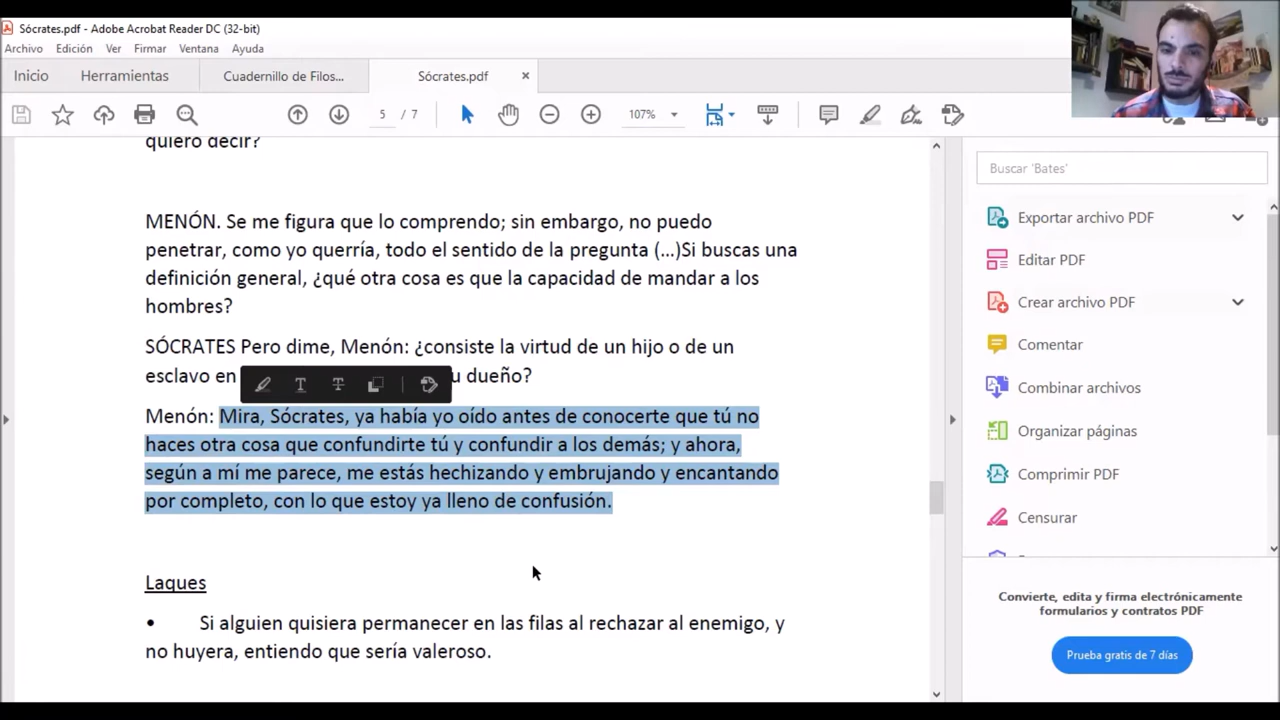 Sócrates.pdf - Adobe Acrobat Reader DC (32-bit)
Archivo Edición Ver Firmar Ventana Ayuda
Inicio Herramientas Cuadernillo de Filos... Sócrates.pdf ×
5 / 7 107%
quiero decir?
MENÓN. Se me figura que lo comprendo; sin embargo, no puedo
penetrar, como yo querría, todo el sentido de la pregunta (...)Si buscas una
definición general, ¿qué otra cosa es que la capacidad de mandar a los
hombres?
SÓCRATES Pero dime, Menón: ¿consiste la virtud de un hijo o de un
esclavo en u dueño?
Menón: Mira, Sócrates, ya había yo oído antes de conocerte que tú no
haces otra cosa que confundirte tú y confundir a los demás; y ahora,
según a mí me parece, me estás hechizando y embrujando y encantando
por completo, con lo que estoy ya lleno de confusión.
Laques
• Si alguien quisiera permanecer en las filas al rechazar al enemigo, y
no huyera, entiendo que sería valeroso.
Buscar 'Bates'
Exportar archivo PDF
Editar PDF
Crear archivo PDF
Comentar
Combinar archivos
Organizar páginas
Comprimir PDF
Censurar
Convierte, edita y firma electrónicamente
formularios y contratos PDF
Prueba gratis de 7 días